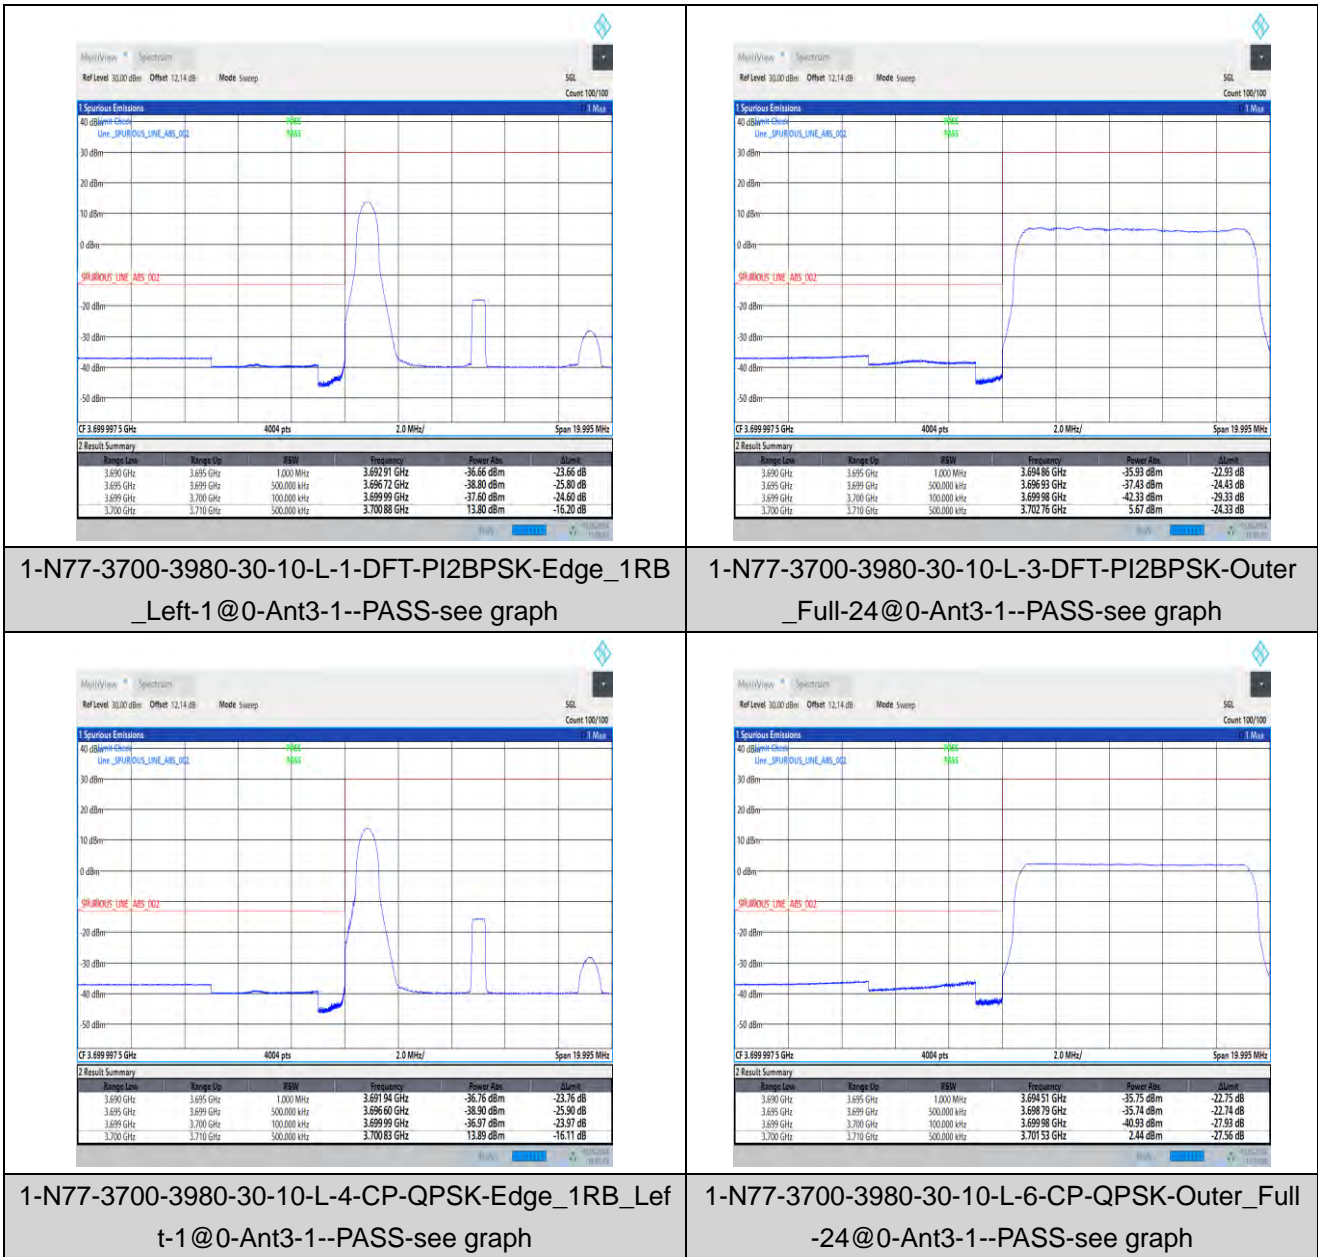 MultiView Spectrum
Ref Level 30.00 dBm Offset 12.14 dB Mode Sweep SGL
Count 100/100
1 Spurious Emissions 1 Max
40 dBm Limit Check PASS
Line _SPURIOUS_LINE_ABS_002 PASS
30 dBm
20 dBm
10 dBm
0 dBm
_SPURIOUS_LINE_ABS_002
-20 dBm
-30 dBm
-40 dBm
-50 dBm
CF 3.699 997 5 GHz 4004 pts 2.0 MHz/ Span 19.995 MHz
2 Result Summary
Range Low Range Up RBW Frequency Power Abs ΔLimit
3.690 GHz 3.695 GHz 1.000 MHz 3.692 91 GHz -36.66 dBm -23.66 dB
3.695 GHz 3.699 GHz 500.000 kHz 3.696 72 GHz -38.80 dBm -25.80 dB
3.699 GHz 3.700 GHz 100.000 kHz 3.699 99 GHz -37.60 dBm -24.60 dB
3.700 GHz 3.710 GHz 500.000 kHz 3.700 88 GHz 13.80 dBm -16.20 dB
1-N77-3700-3980-30-10-L-1-DFT-PI2BPSK-Edge_1RB
_Left-1@0-Ant3-1--PASS-see graph
MultiView Spectrum
Ref Level 30.00 dBm Offset 12.14 dB Mode Sweep SGL
Count 100/100
1 Spurious Emissions 1 Max
40 dBm Limit Check PASS
Line _SPURIOUS_LINE_ABS_002 PASS
30 dBm
20 dBm
10 dBm
0 dBm
_SPURIOUS_LINE_ABS_002
-20 dBm
-30 dBm
-40 dBm
-50 dBm
CF 3.699 997 5 GHz 4004 pts 2.0 MHz/ Span 19.995 MHz
2 Result Summary
Range Low Range Up RBW Frequency Power Abs ΔLimit
3.690 GHz 3.695 GHz 1.000 MHz 3.694 86 GHz -35.93 dBm -22.93 dB
3.695 GHz 3.699 GHz 500.000 kHz 3.696 93 GHz -37.43 dBm -24.43 dB
3.699 GHz 3.700 GHz 100.000 kHz 3.699 98 GHz -42.33 dBm -29.33 dB
3.700 GHz 3.710 GHz 500.000 kHz 3.702 76 GHz 5.67 dBm -24.33 dB
1-N77-3700-3980-30-10-L-3-DFT-PI2BPSK-Outer
_Full-24@0-Ant3-1--PASS-see graph
MultiView Spectrum
Ref Level 30.00 dBm Offset 12.14 dB Mode Sweep SGL
Count 100/100
1 Spurious Emissions 1 Max
40 dBm Limit Check PASS
Line _SPURIOUS_LINE_ABS_002 PASS
30 dBm
20 dBm
10 dBm
0 dBm
_SPURIOUS_LINE_ABS_002
-20 dBm
-30 dBm
-40 dBm
-50 dBm
CF 3.699 997 5 GHz 4004 pts 2.0 MHz/ Span 19.995 MHz
2 Result Summary
Range Low Range Up RBW Frequency Power Abs ΔLimit
3.690 GHz 3.695 GHz 1.000 MHz 3.691 94 GHz -36.76 dBm -23.76 dB
3.695 GHz 3.699 GHz 500.000 kHz 3.696 60 GHz -38.90 dBm -25.90 dB
3.699 GHz 3.700 GHz 100.000 kHz 3.699 99 GHz -36.97 dBm -23.97 dB
3.700 GHz 3.710 GHz 500.000 kHz 3.700 83 GHz 13.89 dBm -16.11 dB
1-N77-3700-3980-30-10-L-4-CP-QPSK-Edge_1RB_Lef
t-1@0-Ant3-1--PASS-see graph
MultiView Spectrum
Ref Level 30.00 dBm Offset 12.14 dB Mode Sweep SGL
Count 100/100
1 Spurious Emissions 1 Max
40 dBm Limit Check PASS
Line _SPURIOUS_LINE_ABS_002 PASS
30 dBm
20 dBm
10 dBm
0 dBm
_SPURIOUS_LINE_ABS_002
-20 dBm
-30 dBm
-40 dBm
-50 dBm
CF 3.699 997 5 GHz 4004 pts 2.0 MHz/ Span 19.995 MHz
2 Result Summary
Range Low Range Up RBW Frequency Power Abs ΔLimit
3.690 GHz 3.695 GHz 1.000 MHz 3.694 51 GHz -35.75 dBm -22.75 dB
3.695 GHz 3.699 GHz 500.000 kHz 3.698 79 GHz -35.74 dBm -22.74 dB
3.699 GHz 3.700 GHz 100.000 kHz 3.699 98 GHz -40.93 dBm -27.93 dB
3.700 GHz 3.710 GHz 500.000 kHz 3.701 53 GHz 2.44 dBm -27.56 dB
1-N77-3700-3980-30-10-L-6-CP-QPSK-Outer_Full
-24@0-Ant3-1--PASS-see graph